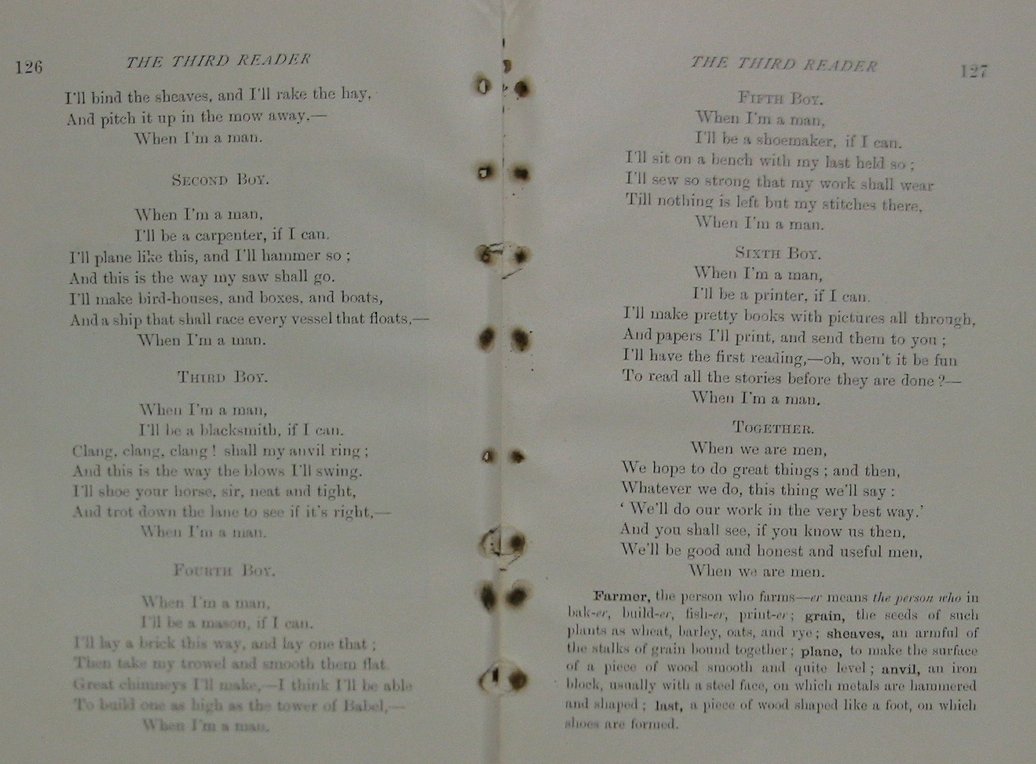 126 THE THIRD READER
I'll bind the sheaves, and I'll rake the hay,
And pitch it up in the mow away,—
When I'm a man.
SECOND BOY.
When I'm a man,
I'll be a carpenter, if I can.
I'll plane like this, and I'll hammer so ;
And this is the way my saw shall go.
I'll make bird-houses, and boxes, and boats,
And a ship that shall race every vessel that floats,—
When I'm a man.
THIRD BOY.
When I'm a man,
I'll be a blacksmith, if I can.
Clang, clang, clang ! shall my anvil ring ;
And this is the way the blows I'll swing.
I'll shoe your horse, sir, neat and tight,
And trot down the lane to see if it's right,—
When I'm a man.
FOURTH BOY.
When I'm a man,
I'll be a mason, if I can.
I'll lay a brick this way, and lay one that ;
Then take my trowel and smooth them flat.
Great chimneys I'll make,—I think I'll be able
To build one as high as the tower of Babel,—
When I'm a man.
THE THIRD READER 127
FIFTH BOY.
When I'm a man,
I'll be a shoemaker, if I can.
I'll sit on a bench with my last held so ;
I'll sew so strong that my work shall wear
Till nothing is left but my stitches there,
When I'm a man.
SIXTH BOY.
When I'm a man,
I'll be a printer, if I can.
I'll make pretty books with pictures all through,
And papers I'll print, and send them to you ;
I'll have the first reading,—oh, won't it be fun
To read all the stories before they are done ?—
When I'm a man.
TOGETHER.
When we are men,
We hope to do great things ; and then,
Whatever we do, this thing we'll say :
‘ We'll do our work in the very best way.’
And you shall see, if you know us then,
We'll be good and honest and useful men,
When we are men.
Farmer, the person who farms—er means the person who in
bak-er, build-er, fish-er, print-er ; grain, the seeds of such
plants as wheat, barley, oats, and rye ; sheaves, an armful of
the stalks of grain bound together ; plane, to make the surface
of a piece of wood smooth and quite level ; anvil, an iron
block, usually with a steel face, on which metals are hammered
and shaped ; last, a piece of wood shaped like a foot, on which
shoes are formed.